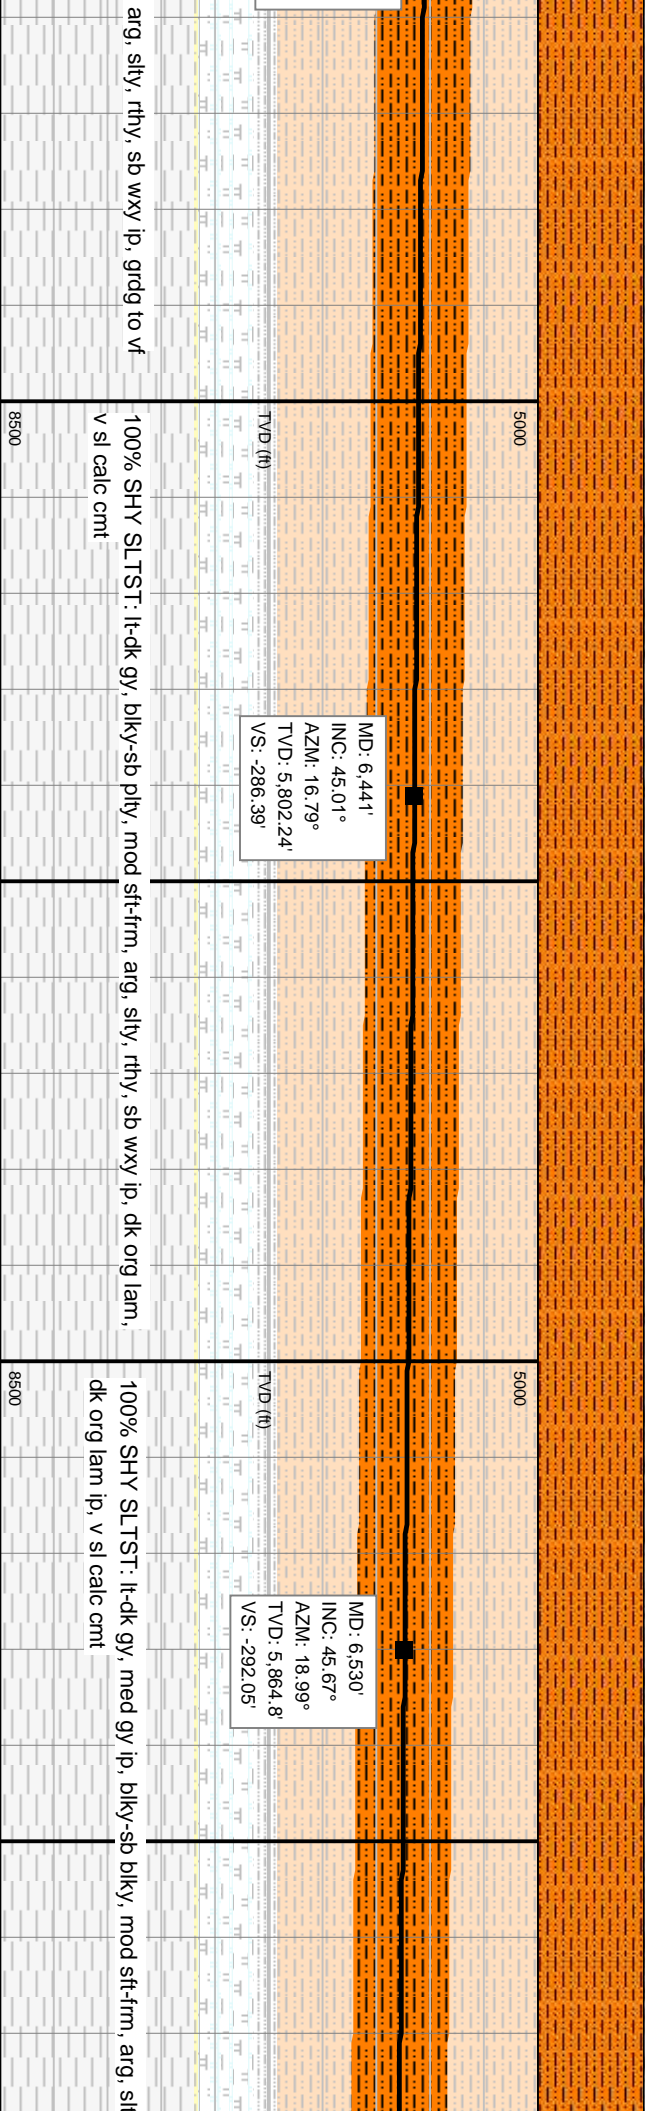 arg, slty, rthy, sb wxy ip, grdg to vf
5000
TVD (ft)
8500
100% SHY SLTST: lt-dk gy, blky-sb plty, mod sft-frm, arg, slty, rthy, sb wxy ip, dk org lam,
v sl calc cmt
MD: 6,441'
INC: 45.01°
AZM: 16.79°
TVD: 5,802.24'
VS: -286.39'
5000
TVD (ft)
8500
100% SHY SLTST: lt-dk gy, med gy ip, blky-sb blky, mod sft-frm, arg, slt
dk org lam ip, v sl calc cmt
MD: 6,530'
INC: 45.67°
AZM: 18.99°
TVD: 5,864.8'
VS: -292.05'